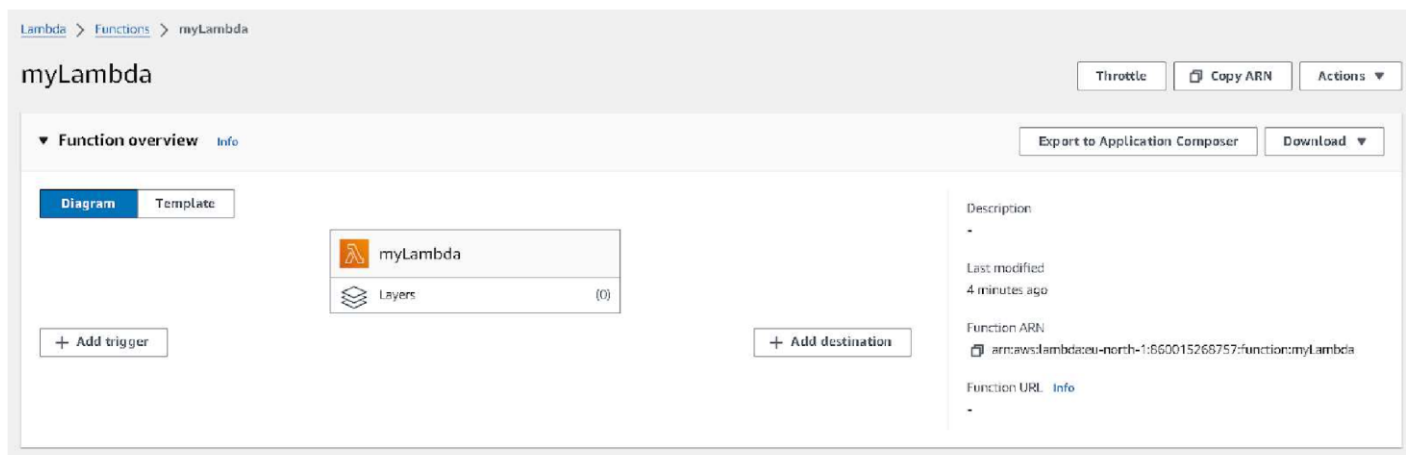 Lambda > Functions > myLambda
myLambda
Throttle
Copy ARN
Actions
Function overview Info
Export to Application Composer
Download
Diagram
Template
myLambda
Layers (0)
+ Add trigger
+ Add destination
Description
-
Last modified
4 minutes ago
Function ARN
arn:aws:lambda:eu-north-1:860015268757:function:myLambda
Function URL Info
-